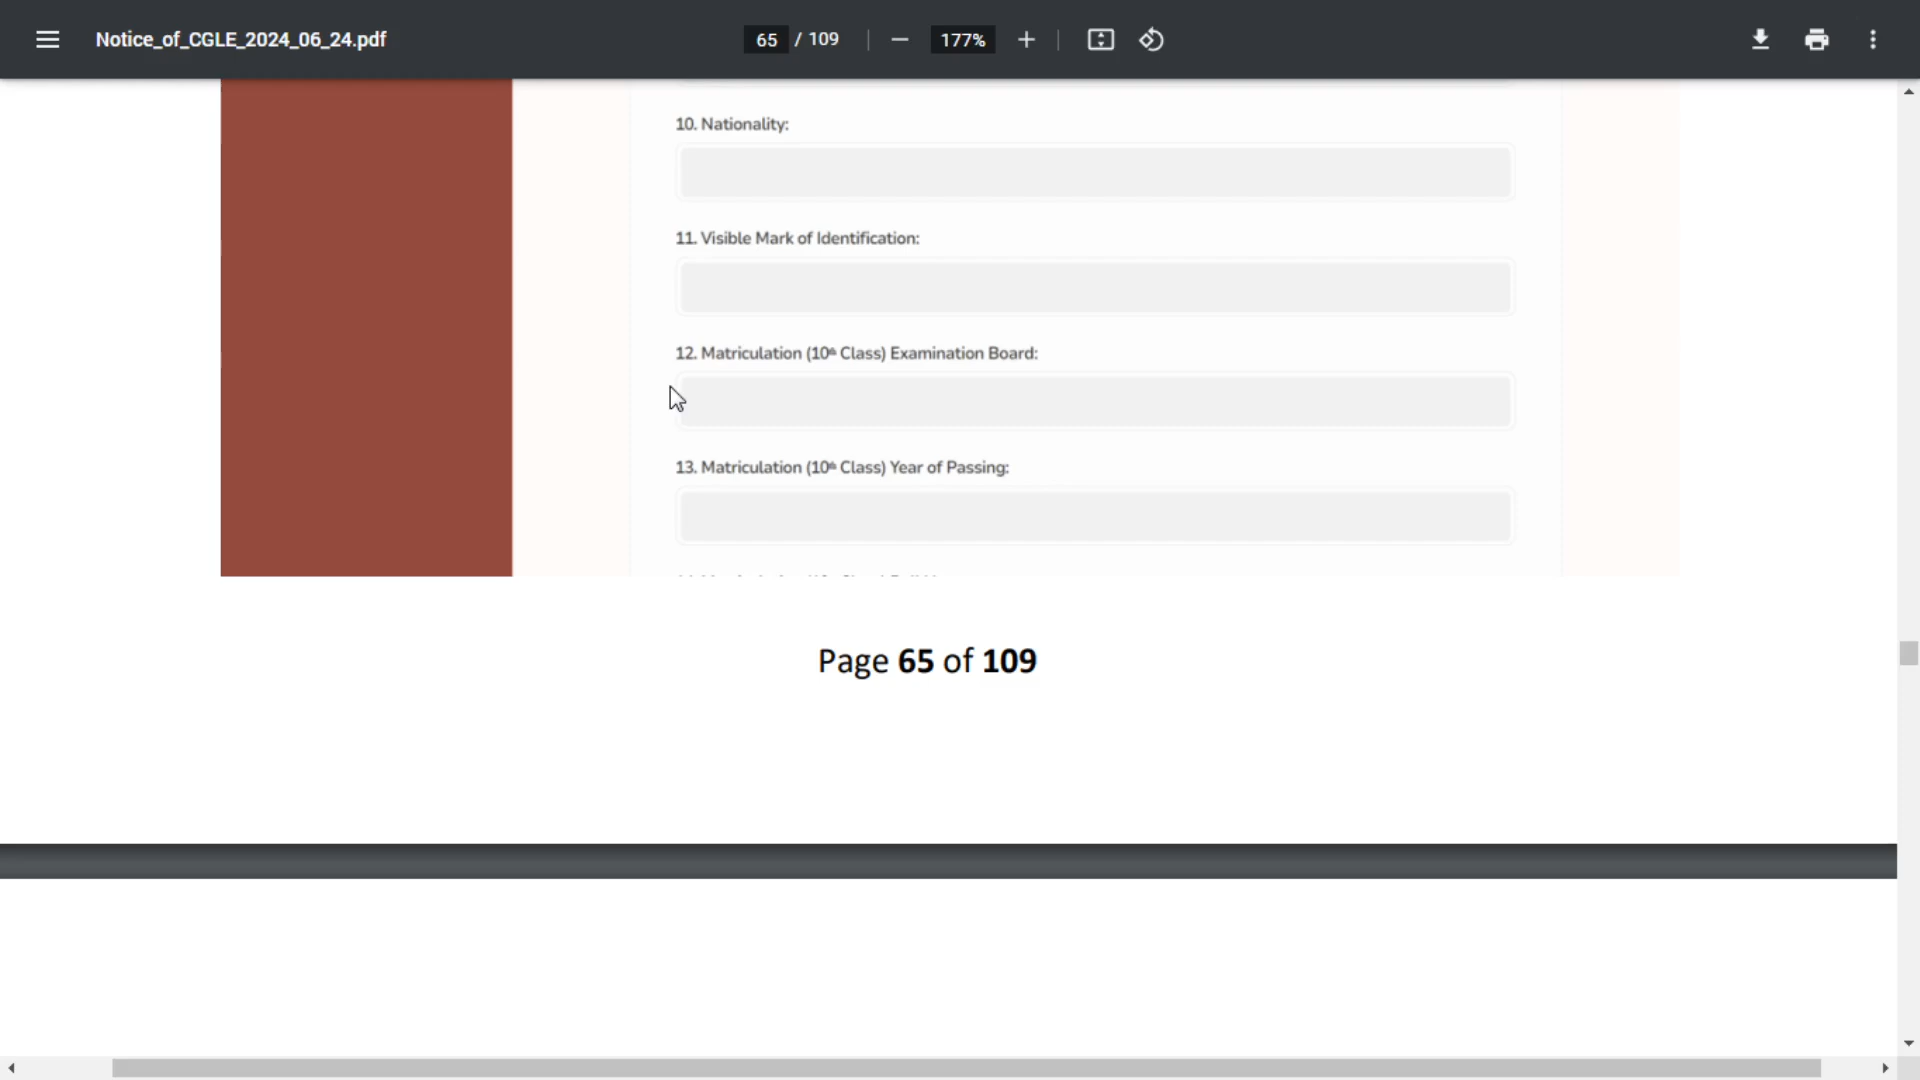 Notice_of_CGLE_2024_06_24.pdf
65 / 109
177%
10. Nationality:
11. Visible Mark of Identification:
12. Matriculation (10th Class) Examination Board:
13. Matriculation (10th Class) Year of Passing:
Page 65 of 109